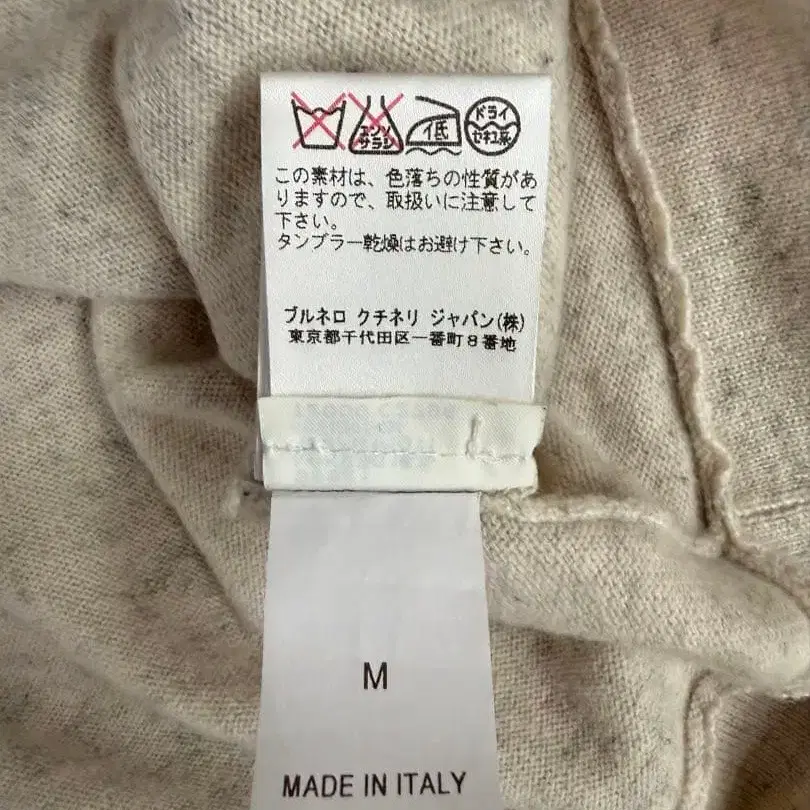 エンソ
サラシ
低
ドライ
セキユ系
この素材は、色落ちの性質があ
りますので、取扱いに注意して
下さい。
タンブラー乾燥はお避け下さい。
ブルネロ クチネリ ジャパン(株)
東京都千代田区一番町8番地
M
MADE IN ITALY